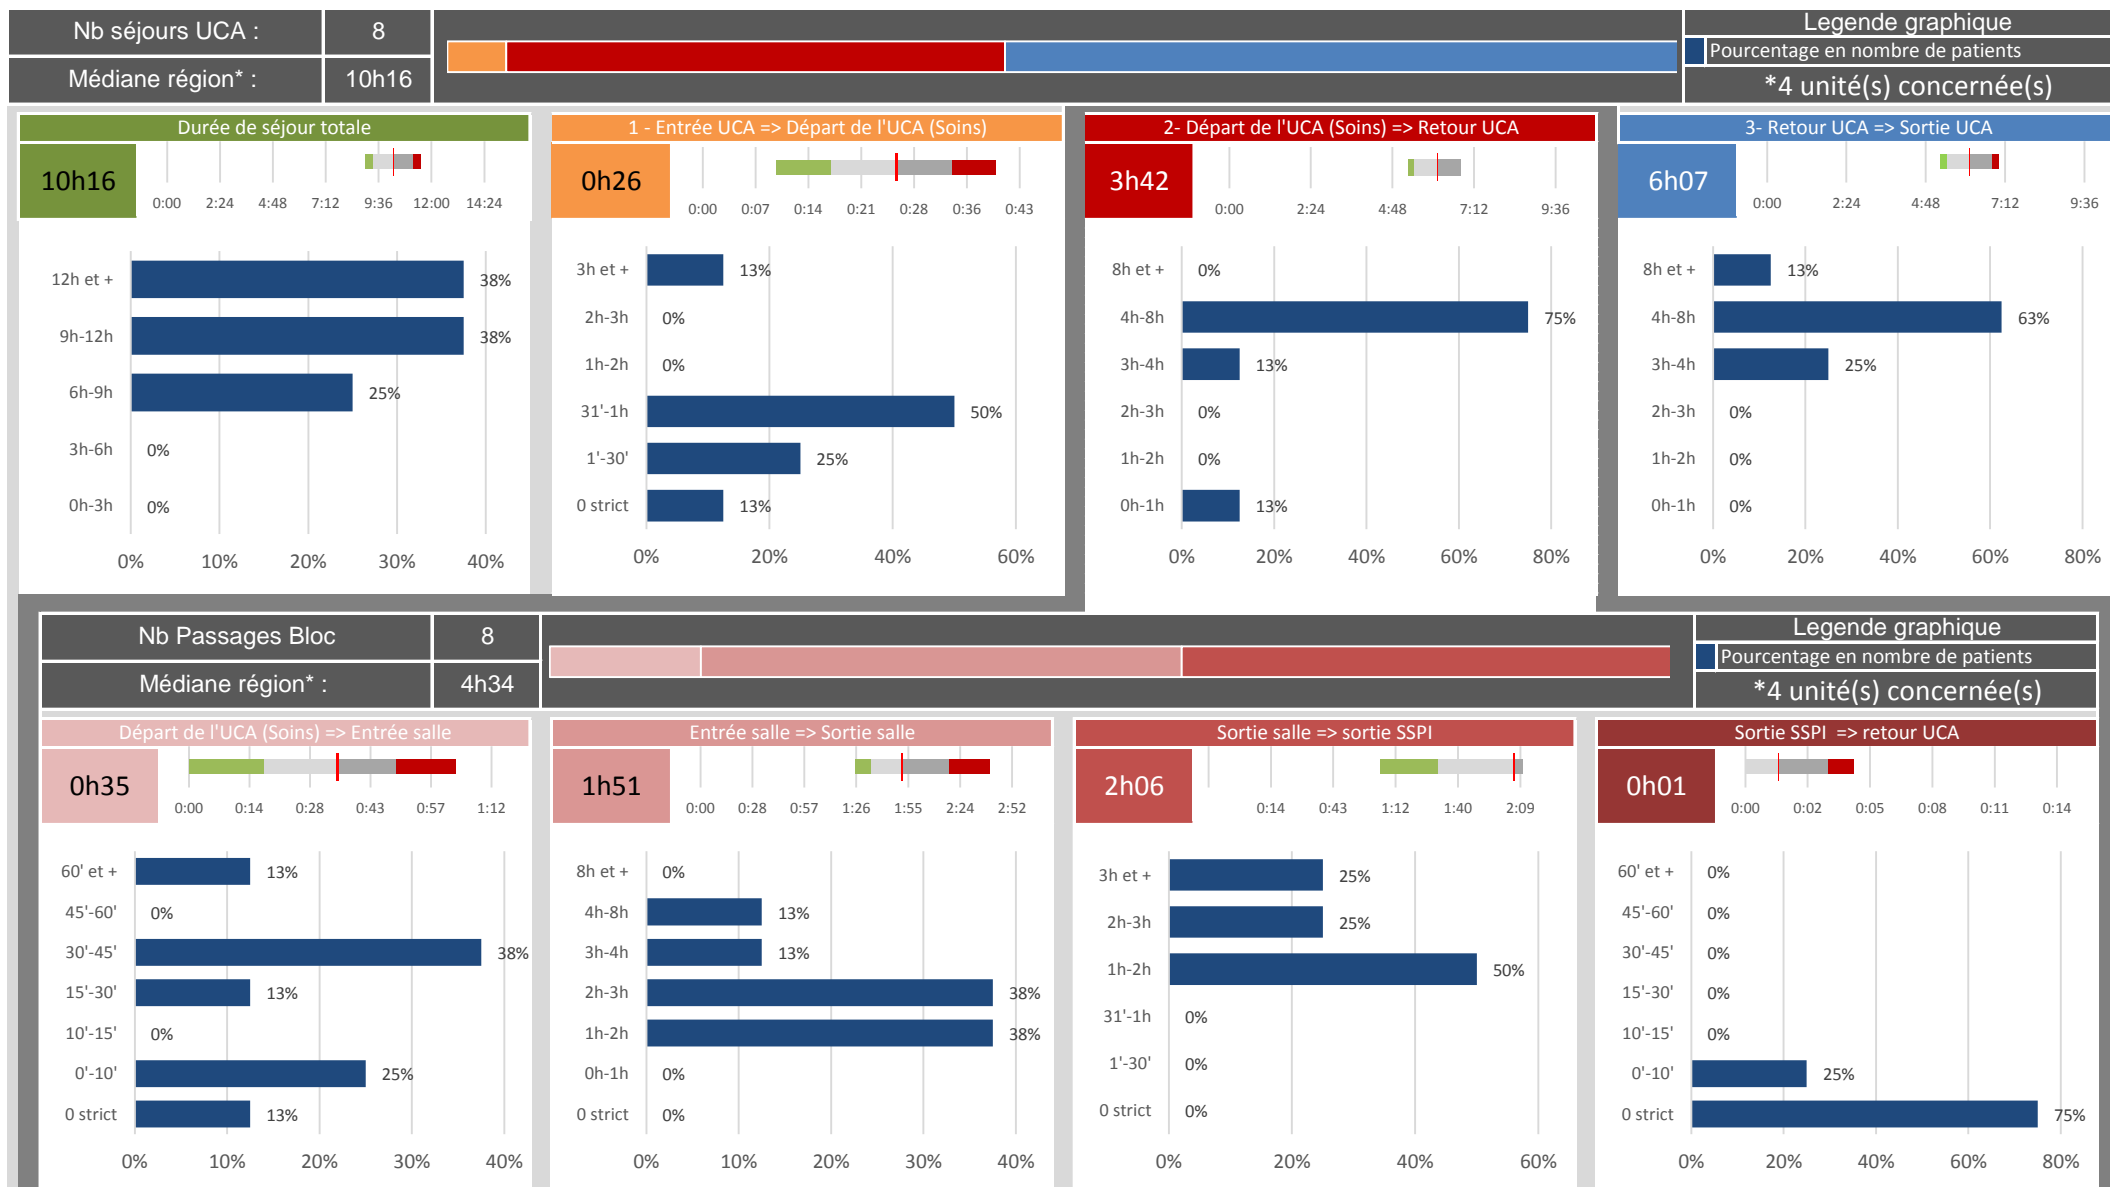 Nb séjours UCA : 8
Médiane région* : 10h16
Legende graphique
Pourcentage en nombre de patients
*4 unité(s) concernée(s)
Durée de séjour totale
10h16
0:00 2:24 4:48 7:12 9:36 12:00 14:24
12h et + 38%
9h-12h 38%
6h-9h 25%
3h-6h 0%
0h-3h 0%
0% 10% 20% 30% 40%
1 - Entrée UCA => Départ de l'UCA (Soins)
0h26
0:00 0:07 0:14 0:21 0:28 0:36 0:43
3h et + 13%
2h-3h 0%
1h-2h 0%
31'-1h 50%
1'-30' 25%
0 strict 13%
0% 20% 40% 60%
2- Départ de l'UCA (Soins) => Retour UCA
3h42
0:00 2:24 4:48 7:12 9:36
8h et + 0%
4h-8h 75%
3h-4h 13%
2h-3h 0%
1h-2h 0%
0h-1h 13%
0% 20% 40% 60% 80%
3- Retour UCA => Sortie UCA
6h07
0:00 2:24 4:48 7:12 9:36
8h et + 13%
4h-8h 63%
3h-4h 25%
2h-3h 0%
1h-2h 0%
0h-1h 0%
0% 20% 40% 60% 80%
Nb Passages Bloc 8
Médiane région* : 4h34
Legende graphique
Pourcentage en nombre de patients
*4 unité(s) concernée(s)
Départ de l'UCA (Soins) => Entrée salle
0h35
0:00 0:14 0:28 0:43 0:57 1:12
60' et + 13%
45'-60' 0%
30'-45' 38%
15'-30' 13%
10'-15' 0%
0'-10' 25%
0 strict 13%
0% 10% 20% 30% 40%
Entrée salle => Sortie salle
1h51
0:00 0:28 0:57 1:26 1:55 2:24 2:52
8h et + 0%
4h-8h 13%
3h-4h 13%
2h-3h 38%
1h-2h 38%
0h-1h 0%
0 strict 0%
0% 10% 20% 30% 40%
Sortie salle => sortie SSPI
2h06
0:14 0:43 1:12 1:40 2:09
3h et + 25%
2h-3h 25%
1h-2h 50%
31'-1h 0%
1'-30' 0%
0 strict 0%
0% 20% 40% 60%
Sortie SSPI => retour UCA
0h01
0:00 0:02 0:05 0:08 0:11 0:14
60' et + 0%
45'-60' 0%
30'-45' 0%
15'-30' 0%
10'-15' 0%
0'-10' 25%
0 strict 75%
0% 20% 40% 60% 80%